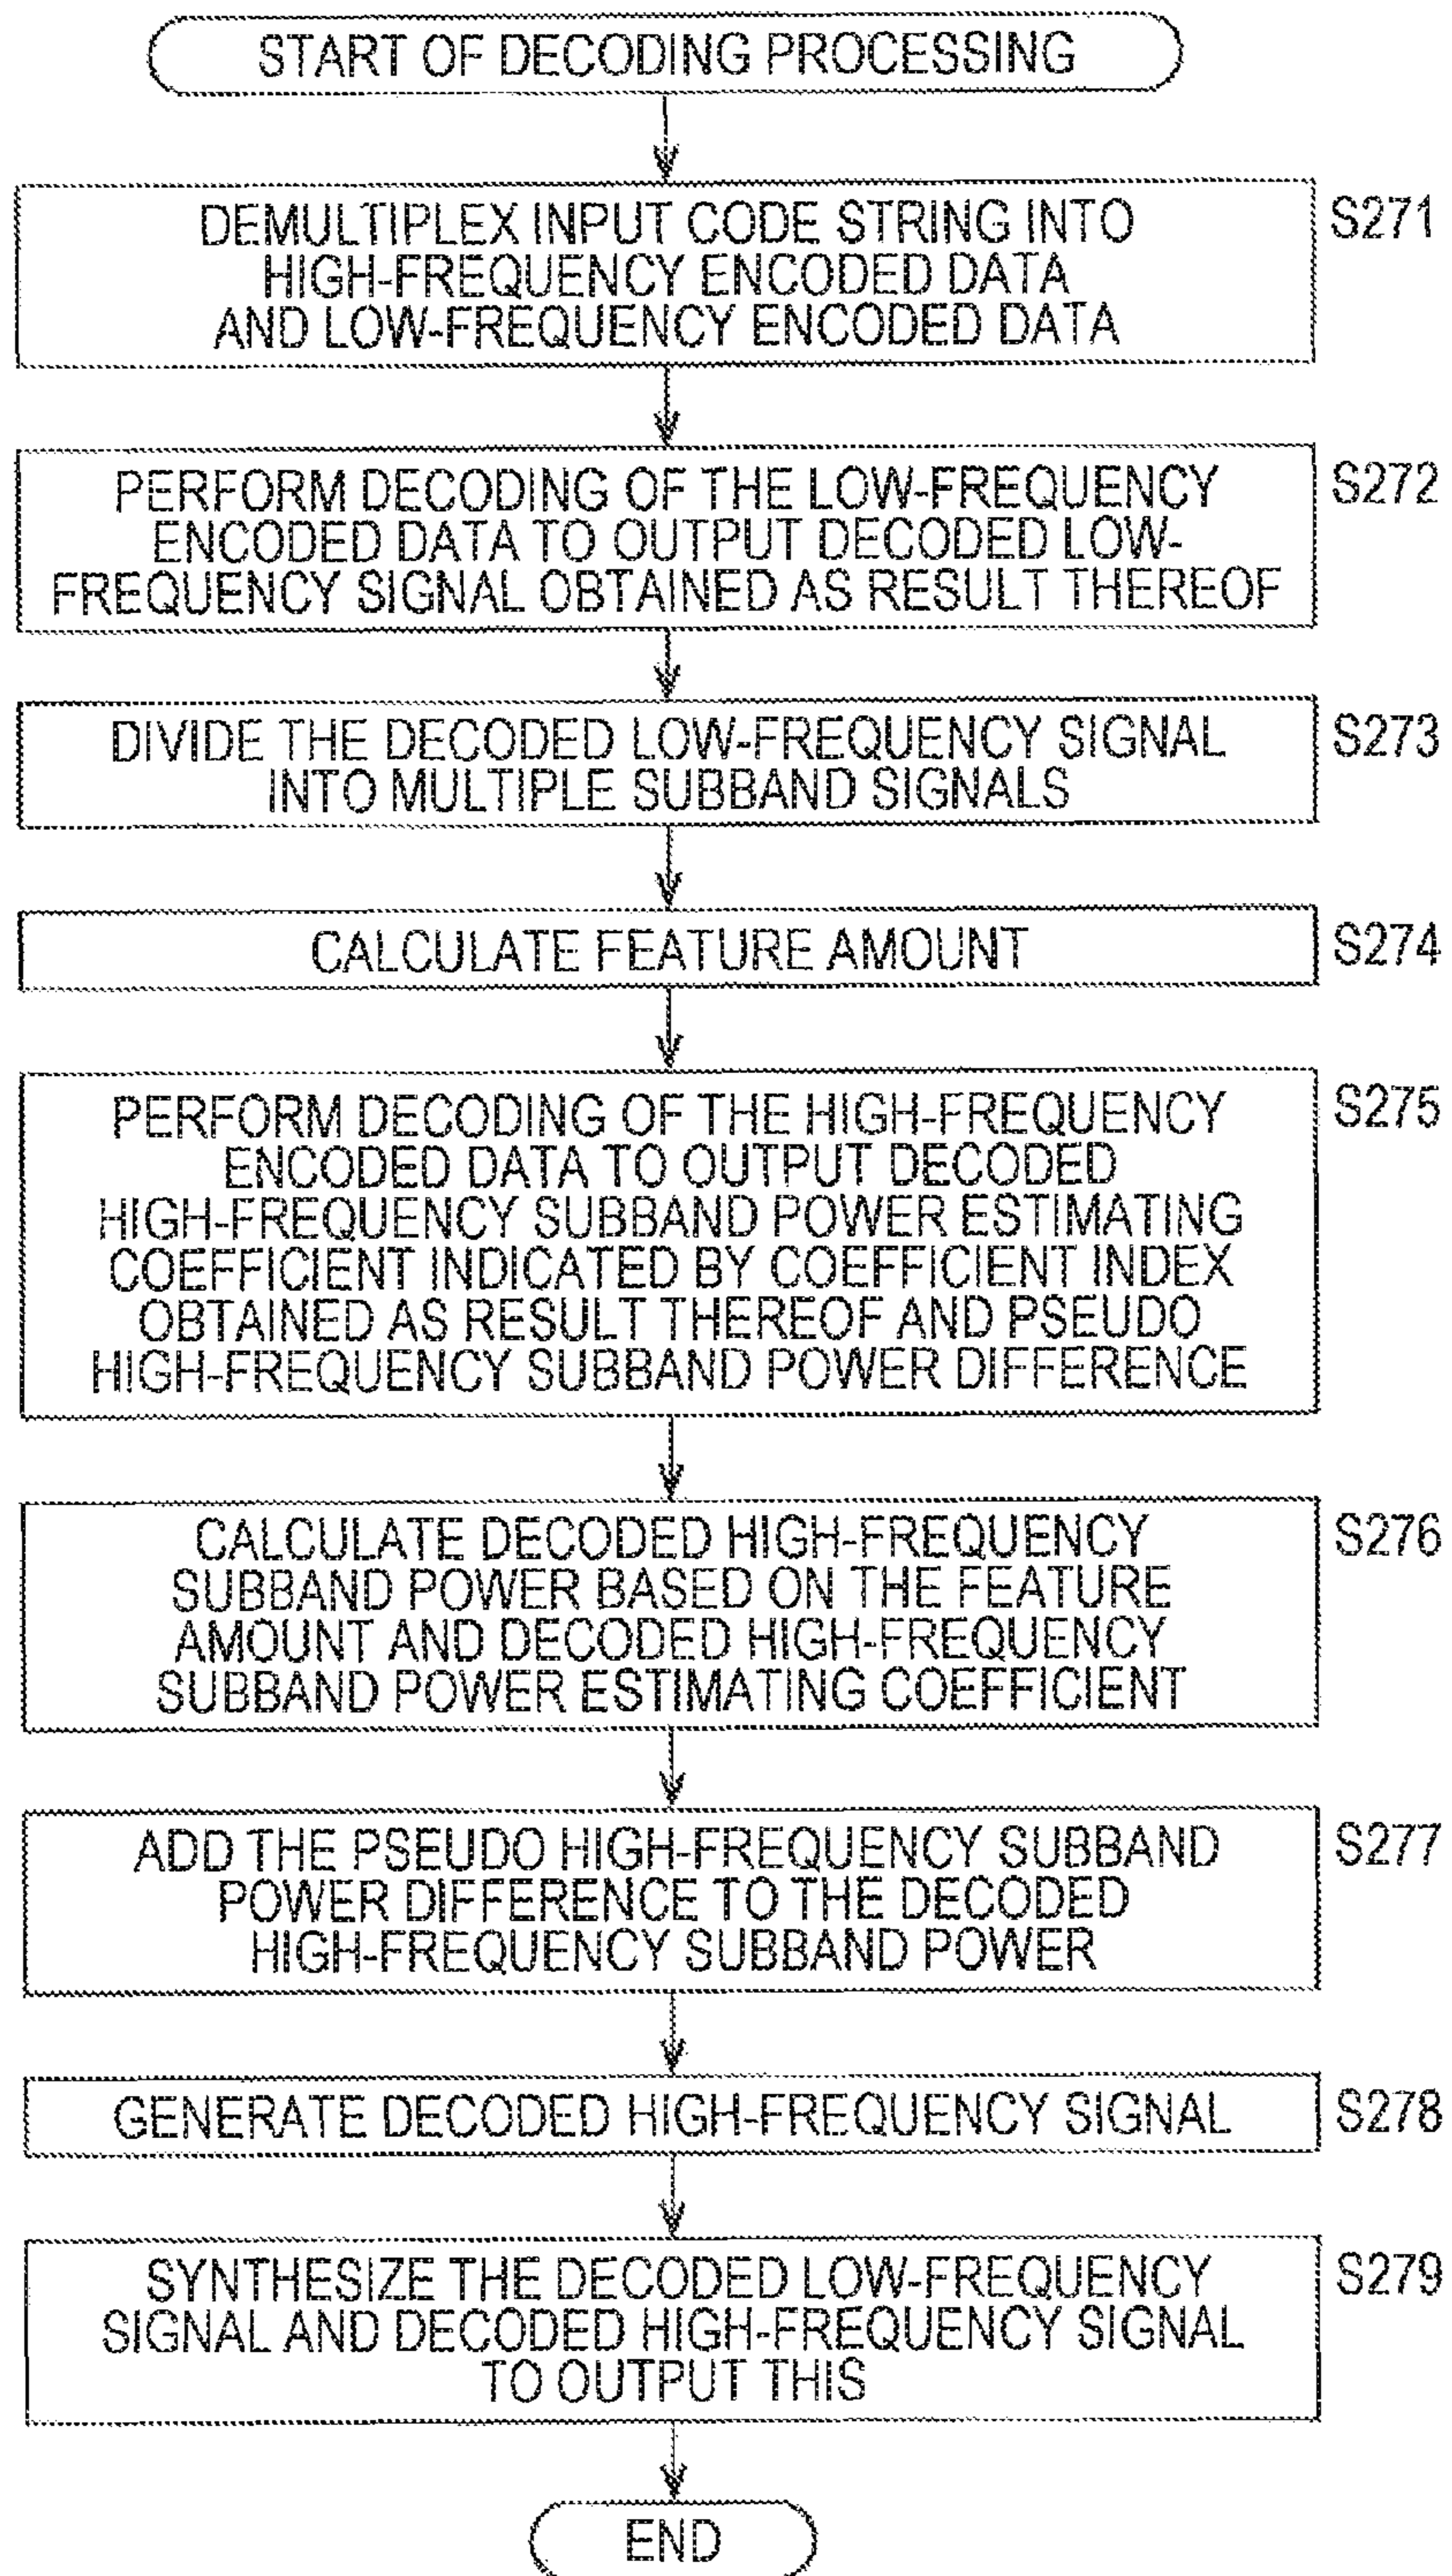 START OF DECODING PROCESSING
DEMULTIPLEX INPUT CODE STRING INTO
HIGH-FREQUENCY ENCODED DATA
AND LOW-FREQUENCY ENCODED DATA
S271
PERFORM DECODING OF THE LOW-FREQUENCY
ENCODED DATA TO OUTPUT DECODED LOW-
FREQUENCY SIGNAL OBTAINED AS RESULT THEREOF
S272
DIVIDE THE DECODED LOW-FREQUENCY SIGNAL
INTO MULTIPLE SUBBAND SIGNALS
S273
CALCULATE FEATURE AMOUNT
S274
PERFORM DECODING OF THE HIGH-FREQUENCY
ENCODED DATA TO OUTPUT DECODED
HIGH-FREQUENCY SUBBAND POWER ESTIMATING
COEFFICIENT INDICATED BY COEFFICIENT INDEX
OBTAINED AS RESULT THEREOF AND PSEUDO
HIGH-FREQUENCY SUBBAND POWER DIFFERENCE
S275
CALCULATE DECODED HIGH-FREQUENCY
SUBBAND POWER BASED ON THE FEATURE
AMOUNT AND DECODED HIGH-FREQUENCY
SUBBAND POWER ESTIMATING COEFFICIENT
S276
ADD THE PSEUDO HIGH-FREQUENCY SUBBAND
POWER DIFFERENCE TO THE DECODED
HIGH-FREQUENCY SUBBAND POWER
S277
GENERATE DECODED HIGH-FREQUENCY SIGNAL
S278
SYNTHESIZE THE DECODED LOW-FREQUENCY
SIGNAL AND DECODED HIGH-FREQUENCY SIGNAL
TO OUTPUT THIS
S279
END